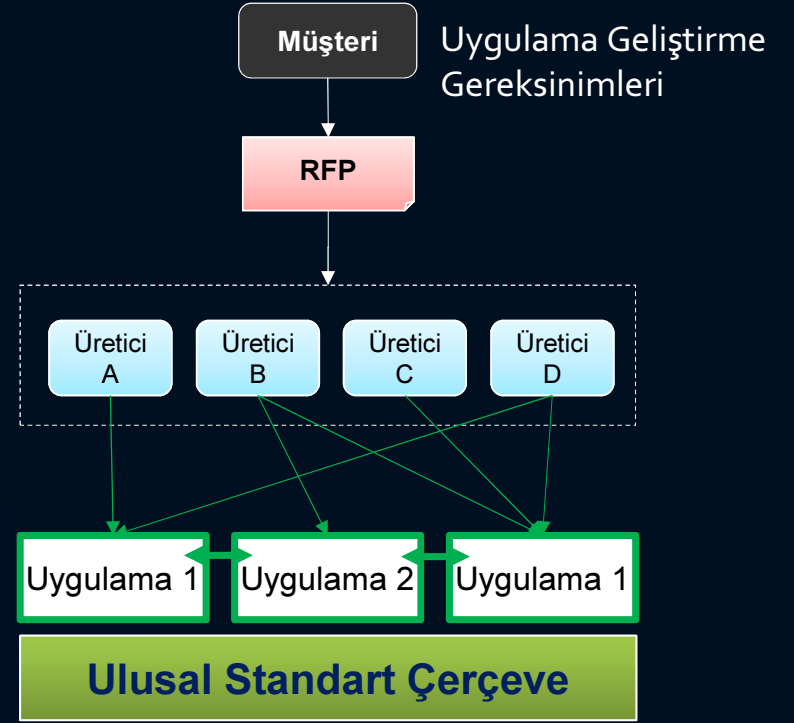 Müşteri
Uygulama Geliştirme
Gereksinimleri
RFP
Üretici
A
Üretici
B
Üretici
C
Üretici
D
Uygulama 1
Uygulama 2
Uygulama 1
Ulusal Standart Çerçeve